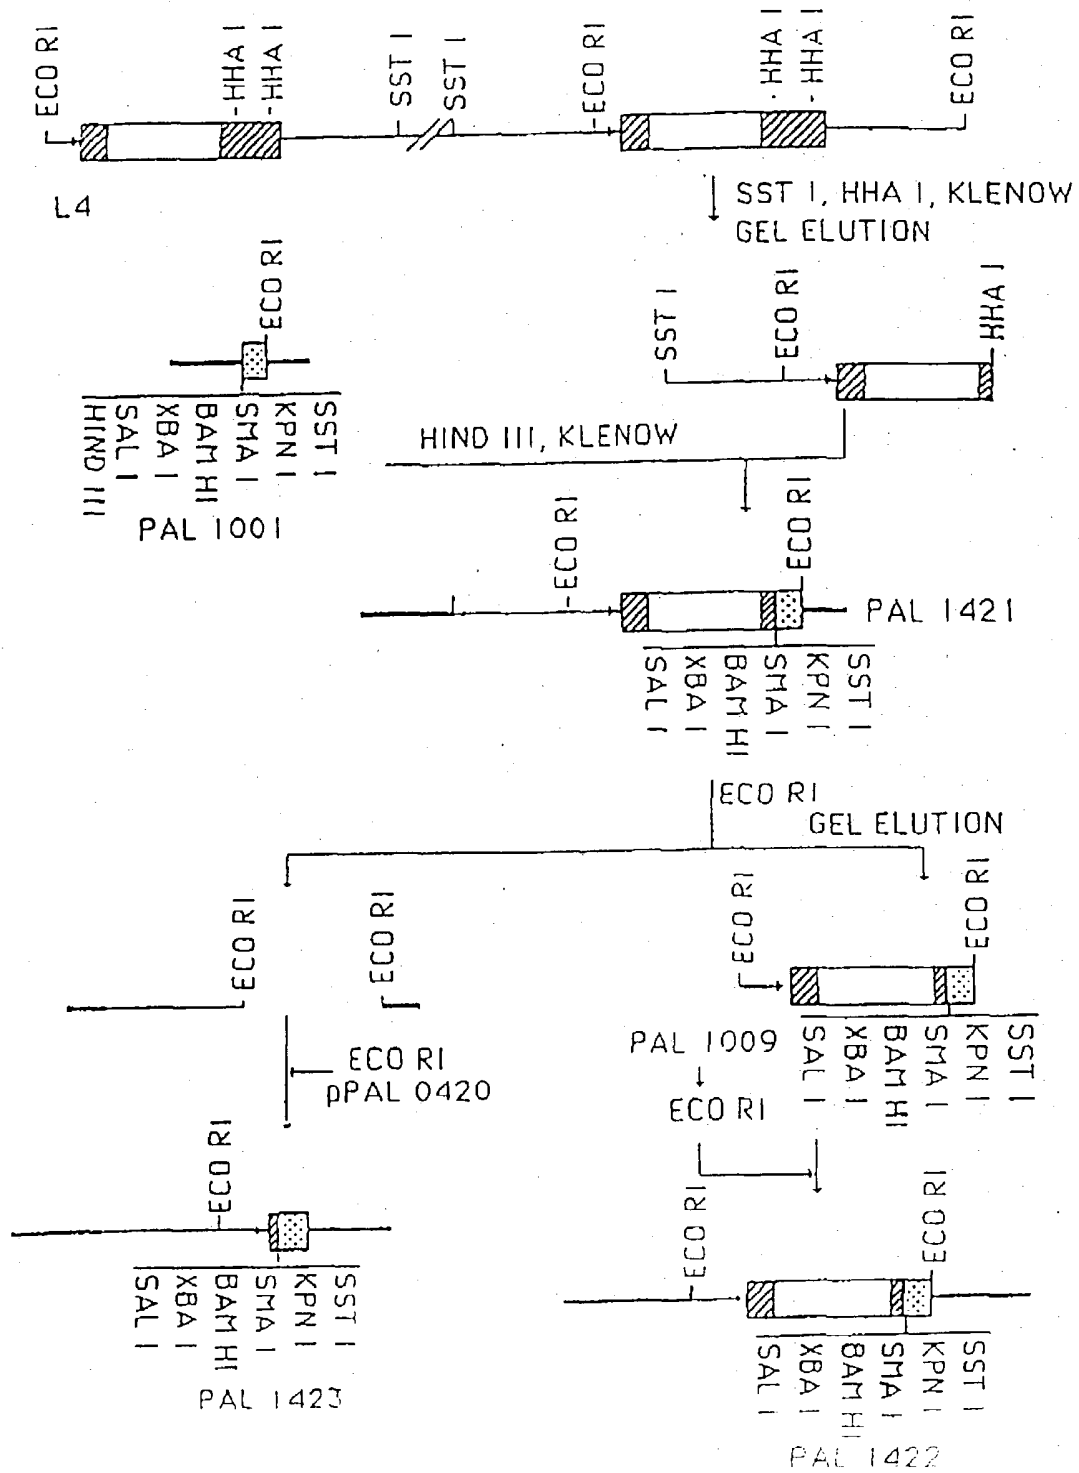 ECO RI
HHA I
HHA I
SST I
SST I
ECO RI
HHA I
HHA I
ECO RI
L4
SST I, HHA I, KLENOW
GEL ELUTION
ECO RI
HIND III
SAL I
XBA I
BAM HI
SMA I
KPN I
SST I
PAL 1001
SST I
ECO RI
HHA I
HIND III, KLENOW
ECO RI
ECO RI
PAL 1421
SAL I
XBA I
BAM HI
SMA I
KPN I
SST I
ECO RI
GEL ELUTION
ECO RI
ECO RI
ECO RI
ECO RI
SAL I
XBA I
BAM HI
SMA I
KPN I
SST I
ECO RI
pPAL 0420
PAL 1009
ECO RI
ECO RI
SAL I
XBA I
BAM HI
SMA I
KPN I
SST I
PAL 1423
ECO RI
ECO RI
SAL I
XBA I
BAM HI
SMA I
KPN I
SST I
PAL 1422